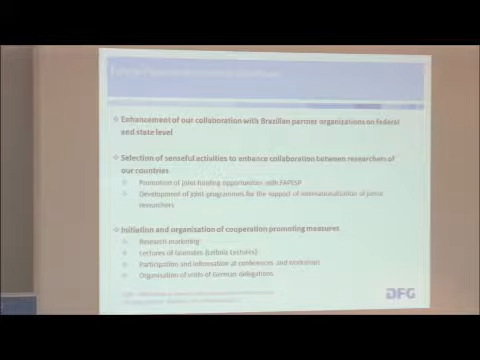 Enhancement of our collaboration with Brazilian partner organizations on federal
and state level
Selection of senseful activities to enhance collaboration between researchers of
our countries
Promotion of joint funding opportunities with FAPESP
Development of joint programmes for the support of internationalisation of junior
researchers
Initiation and organisation of cooperation promoting measures
Research marketing
Lectures of laureates (Leibniz-Lectures)
Participation and information at conferences and workshops
Organisation of visits of German delegations
DFG